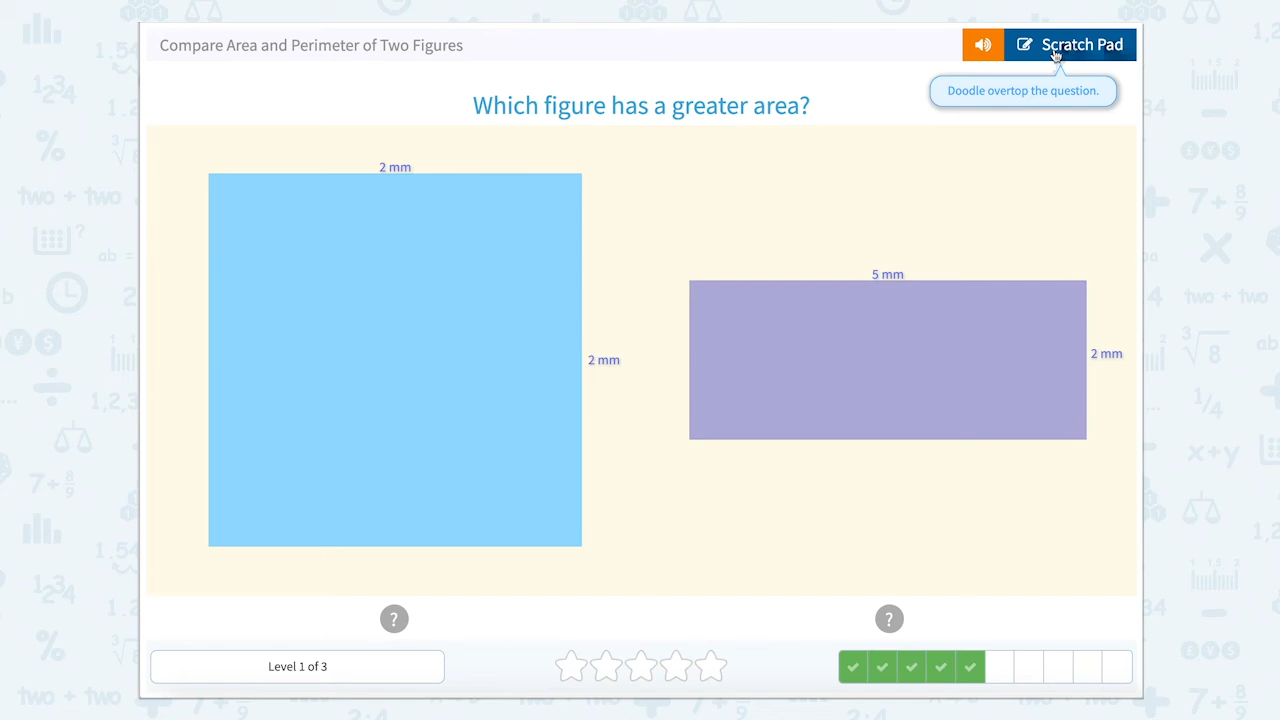 Compare Area and Perimeter of Two Figures
Scratch Pad
Doodle overtop the question.
Which figure has a greater area?
2 mm
2 mm
5 mm
2 mm
?
?
Level 1 of 3